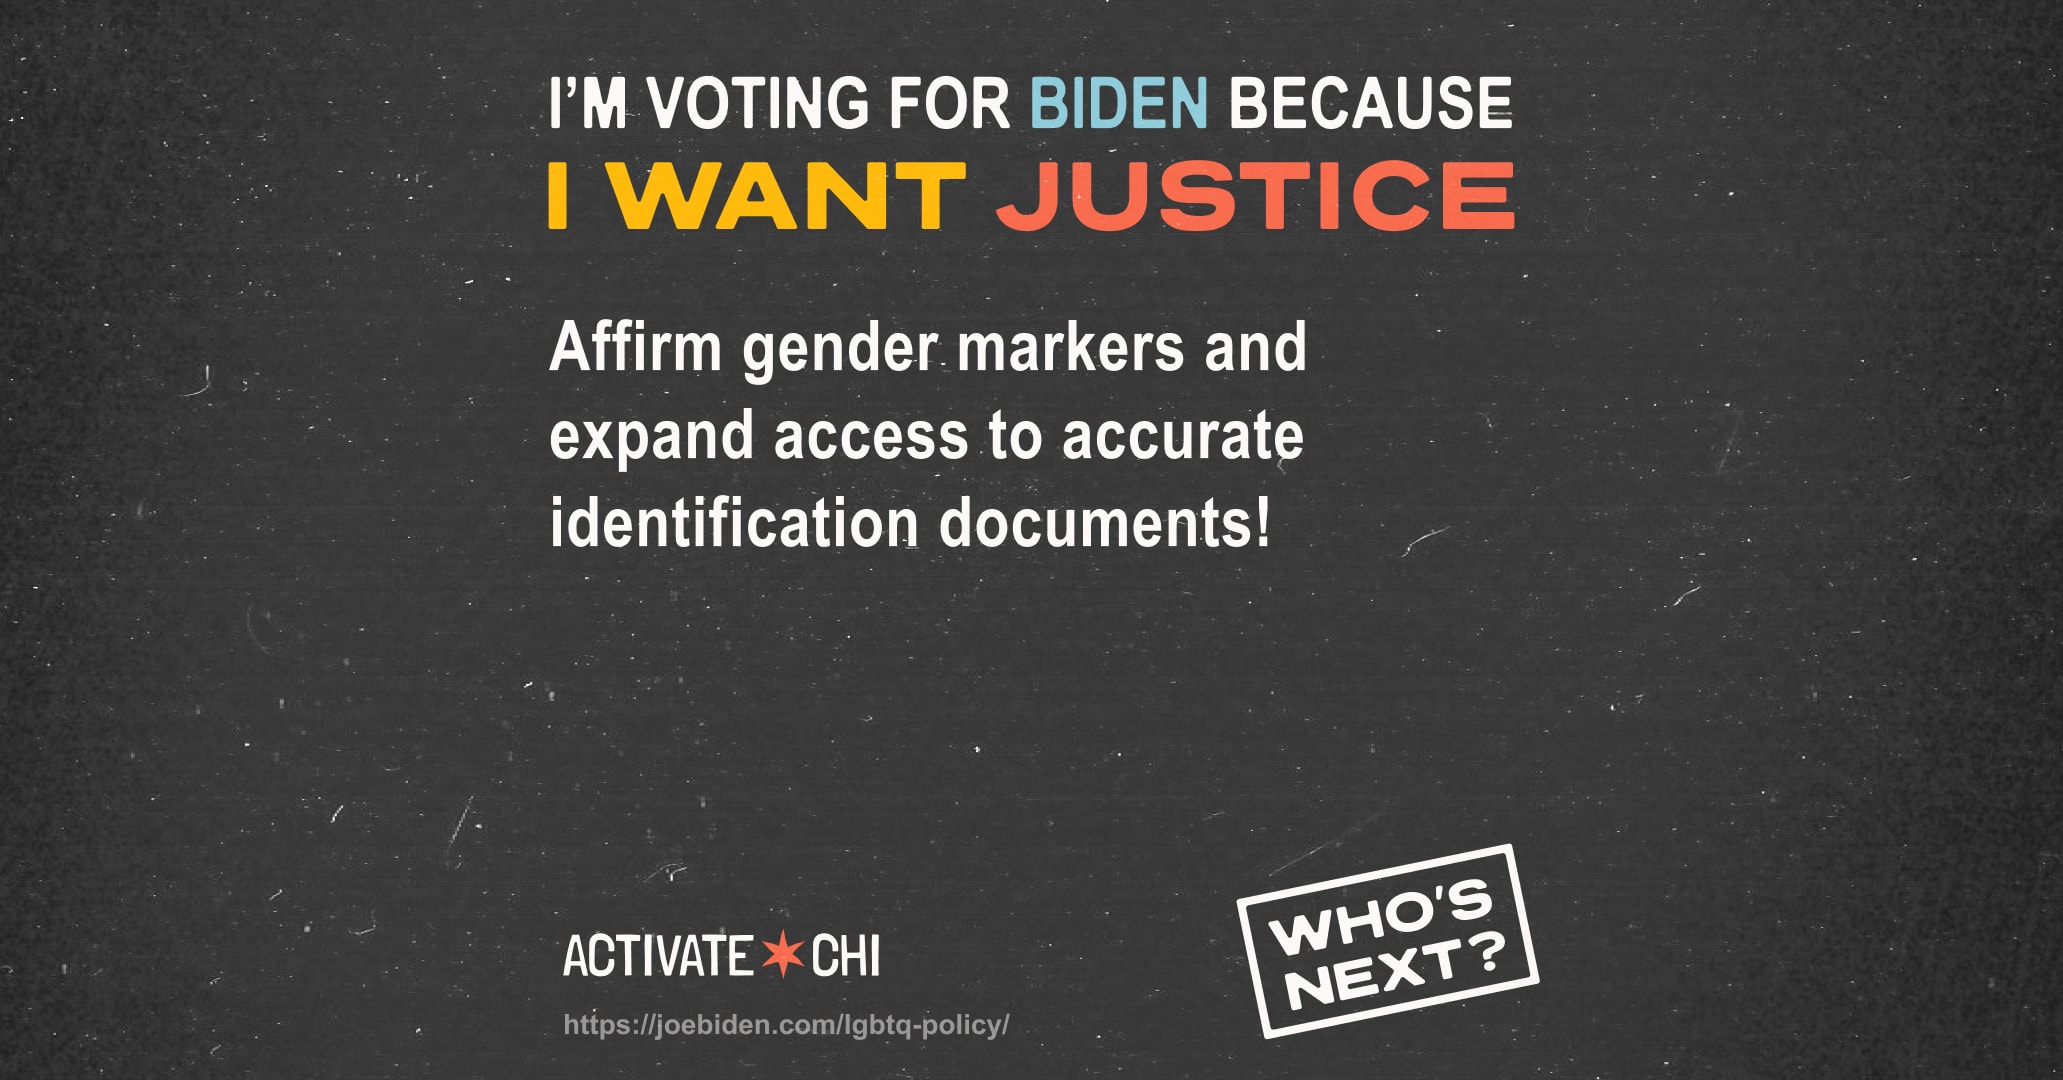 I'M VOTING FOR BIDEN BECAUSE
I WANT JUSTICE
Affirm gender markers and
expand access to accurate
identification documents!
ACTIVATE CHI
https://joebiden.com/lgbtq-policy/
WHO'S
NEXT?